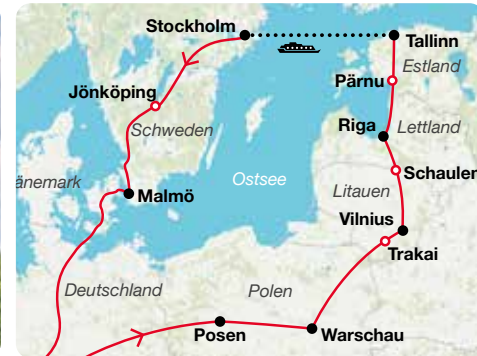 Stockholm
Tallinn
Estland
Pärnu
Jönköping
Schweden
Riga
Lettland
Schaulen
Ostsee
änemark
Litauen
Malmö
Vilnius
Trakai
Deutschland
Polen
Posen
Warschau